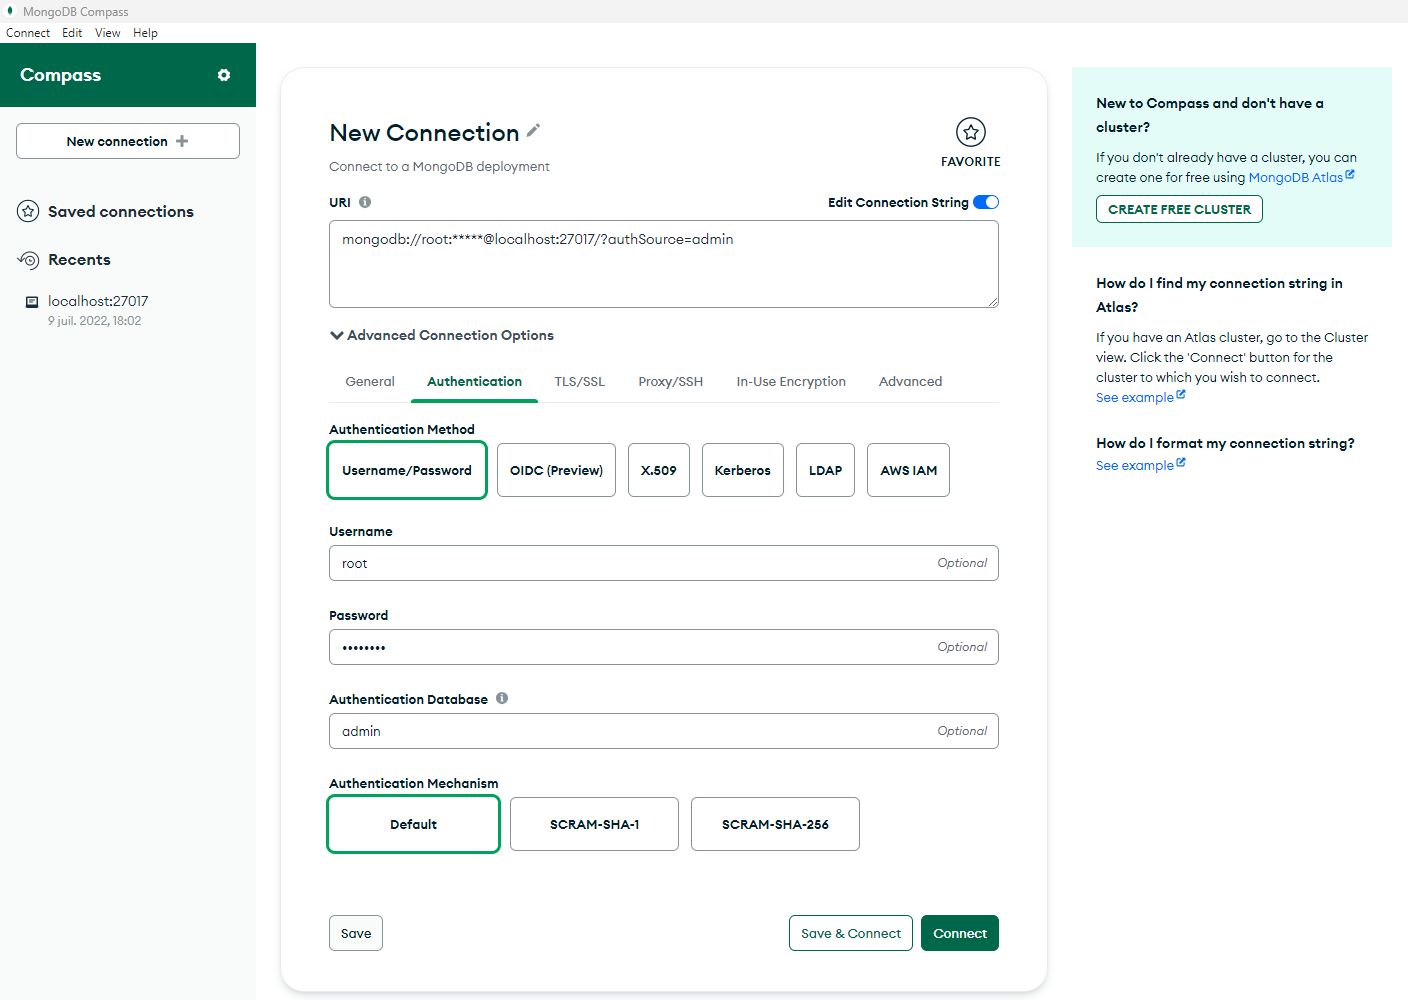 MongoDB Compass
Connect Edit View Help
Compass
New connection
Saved connections
Recents
localhost:27017
9 juil. 2022, 18:02
New Connection
Connect to a MongoDB deployment
FAVORITE
URI
Edit Connection String
mongodb://root:*****@localhost:27017/?authSource=admin
Advanced Connection Options
General Authentication TLS/SSL Proxy/SSH In-Use Encryption Advanced
Authentication Method
Username/Password OIDC (Preview) X.509 Kerberos LDAP AWS IAM
Username
root Optional
Password
•••••••• Optional
Authentication Database
admin Optional
Authentication Mechanism
Default SCRAM-SHA-1 SCRAM-SHA-256
Save Save & Connect Connect
New to Compass and don't have a
cluster?
If you don't already have a cluster, you can
create one for free using MongoDB Atlas
CREATE FREE CLUSTER
How do I find my connection string in
Atlas?
If you have an Atlas cluster, go to the Cluster
view. Click the 'Connect' button for the
cluster to which you wish to connect.
See example
How do I format my connection string?
See example